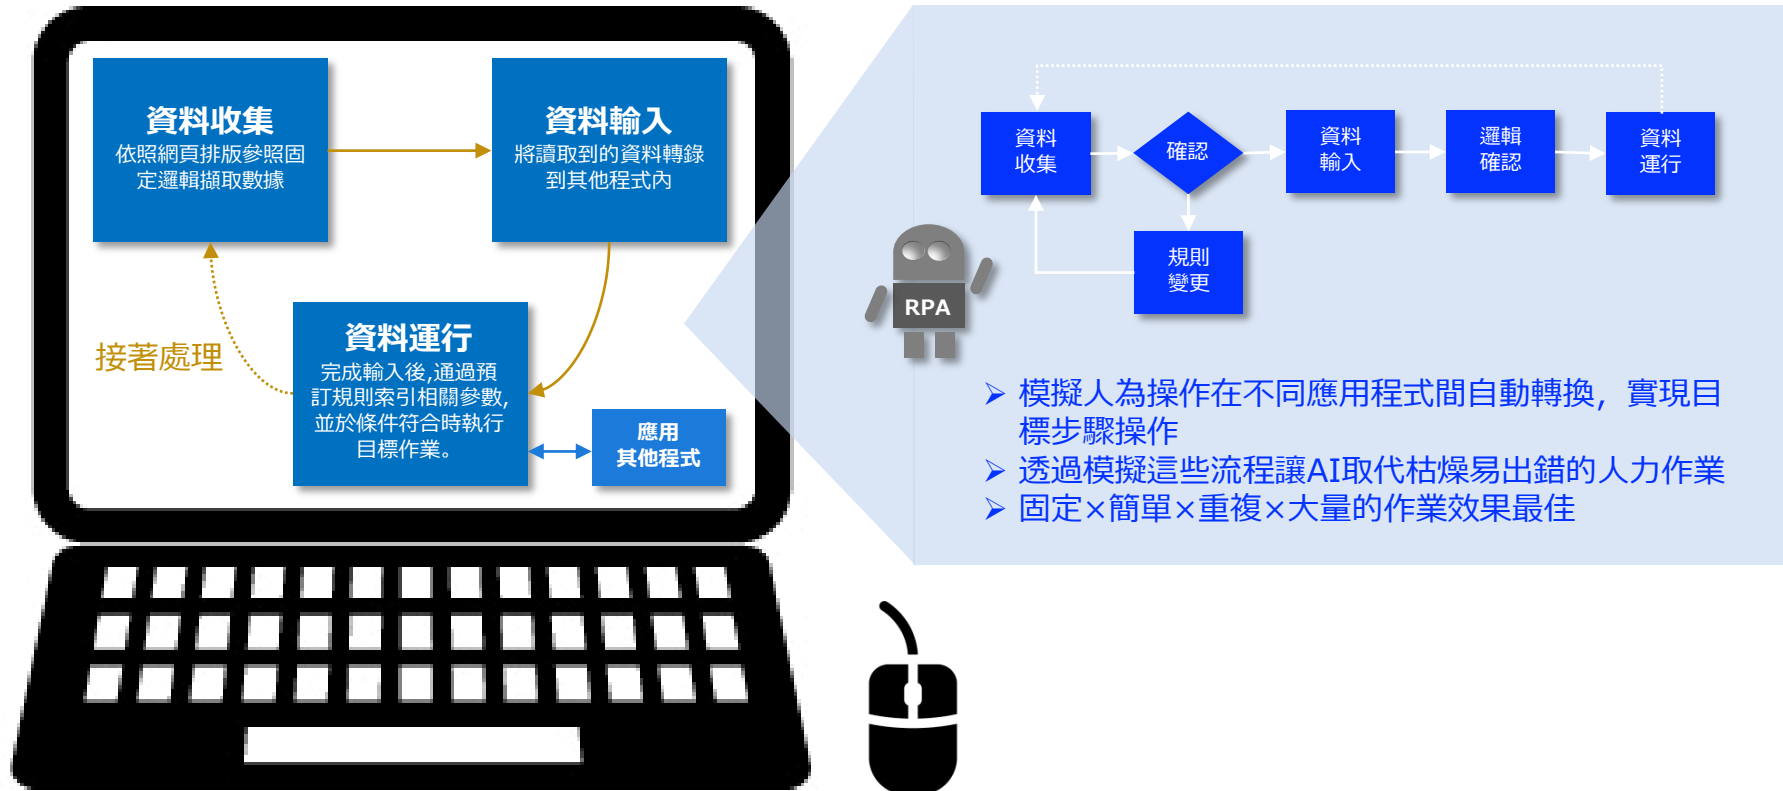 資料收集
依照網頁排版參照固
定邏輯擷取數據
資料輸入
將讀取到的資料轉錄
到其他程式內
接著處理
資料運行
完成輸入後,通過預
訂規則索引相關參數,
並於條件符合時執行
目標作業。
應用
其他程式
資料
收集
確認
資料
輸入
邏輯
確認
資料
運行
規則
變更
RPA
➢ 模擬人為操作在不同應用程式間自動轉換，實現目
標步驟操作
➢ 透過模擬這些流程讓AI取代枯燥易出錯的人力作業
➢ 固定×簡單×重複×大量的作業效果最佳